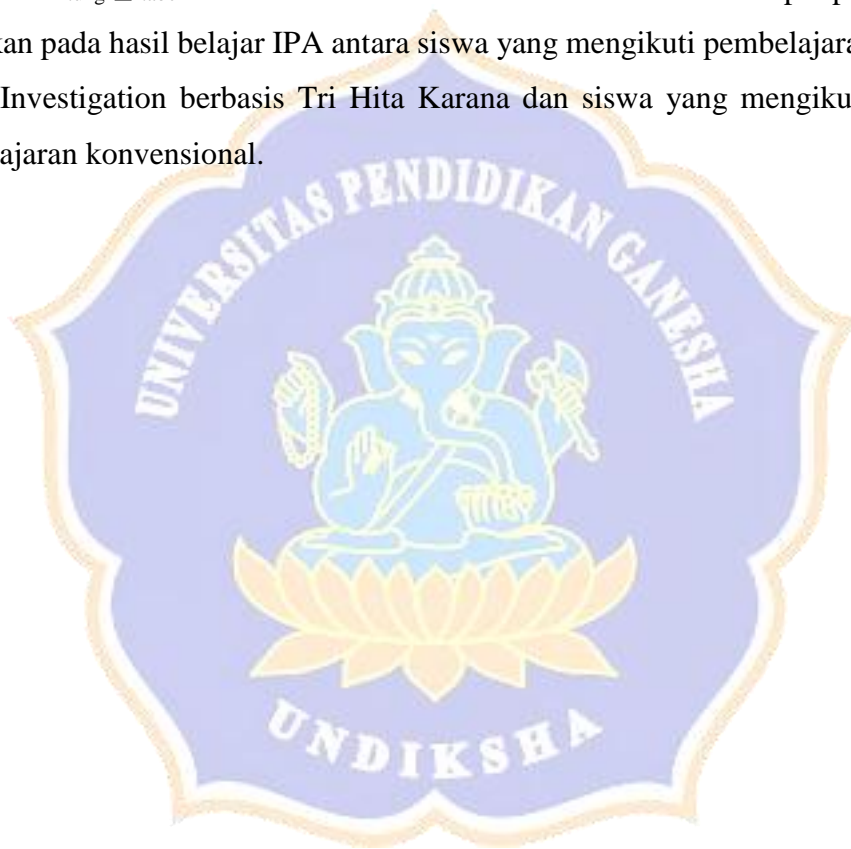 kan pada hasil belajar IPA antara siswa yang mengikuti pembelajara
Investigation berbasis Tri Hita Karana dan siswa yang mengiku
ajaran konvensional.
UNIVERSITAS PENDIDIKAN GANESHA
UNDIKSHA